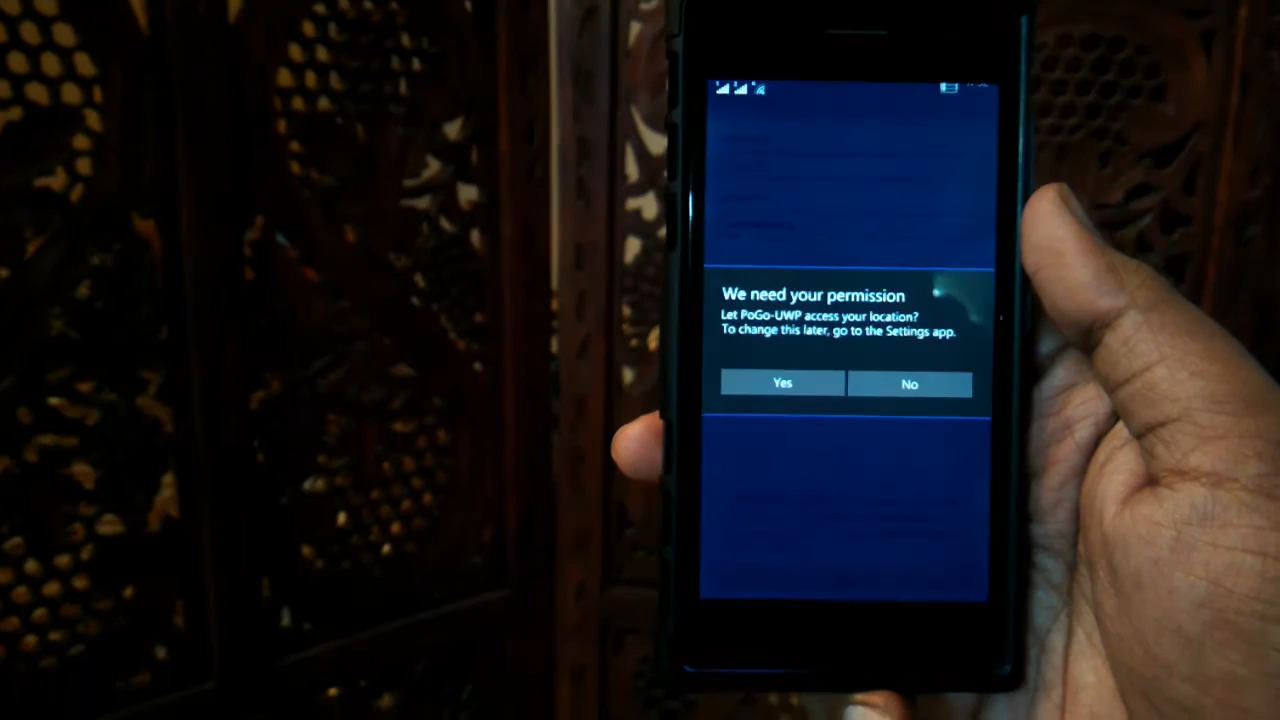 We need your permission
Let PoGo-UWP access your location?
To change this later, go to the Settings app.
Yes
No